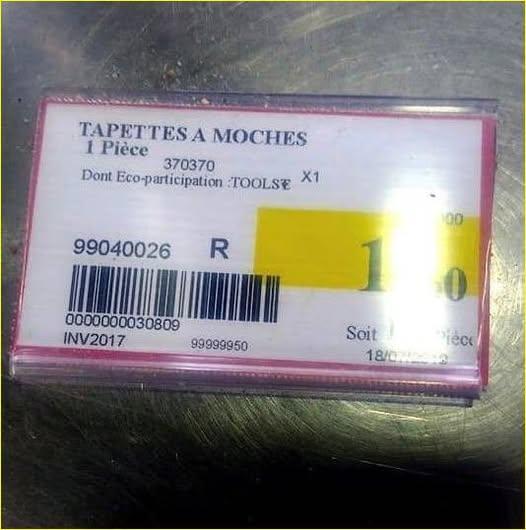 TAPETTES A MOCHES
1 Pièce
370370
Dont Eco-participation :TOOLS€ X1
99040026 R
0000000030809
INV2017 99999950
Soit